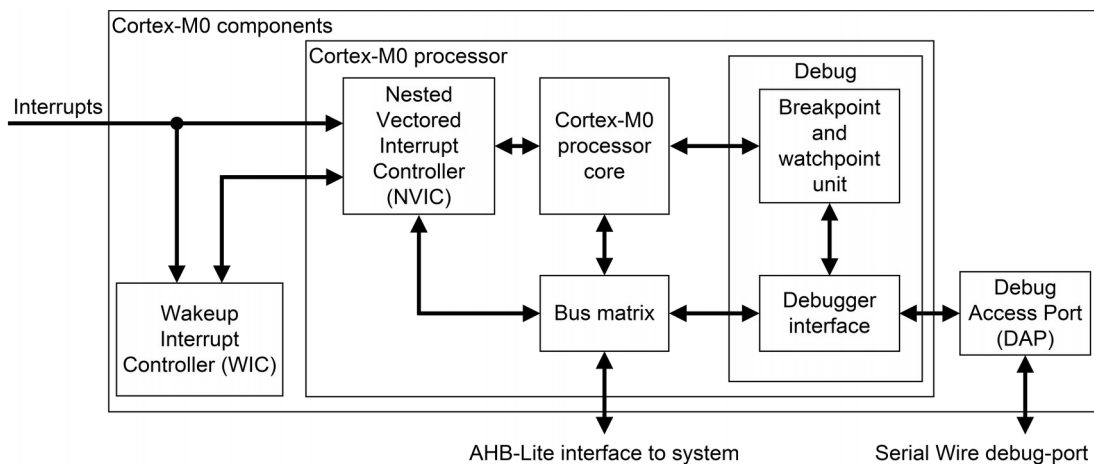 Cortex-M0 components
Cortex-M0 processor
Interrupts
Nested
Vectored
Interrupt
Controller
(NVIC)
Cortex-M0
processor
core
Debug
Breakpoint
and
watchpoint
unit
Wakeup
Interrupt
Controller (WIC)
Bus matrix
Debugger
interface
Debug
Access Port
(DAP)
AHB-Lite interface to system
Serial Wire debug-port